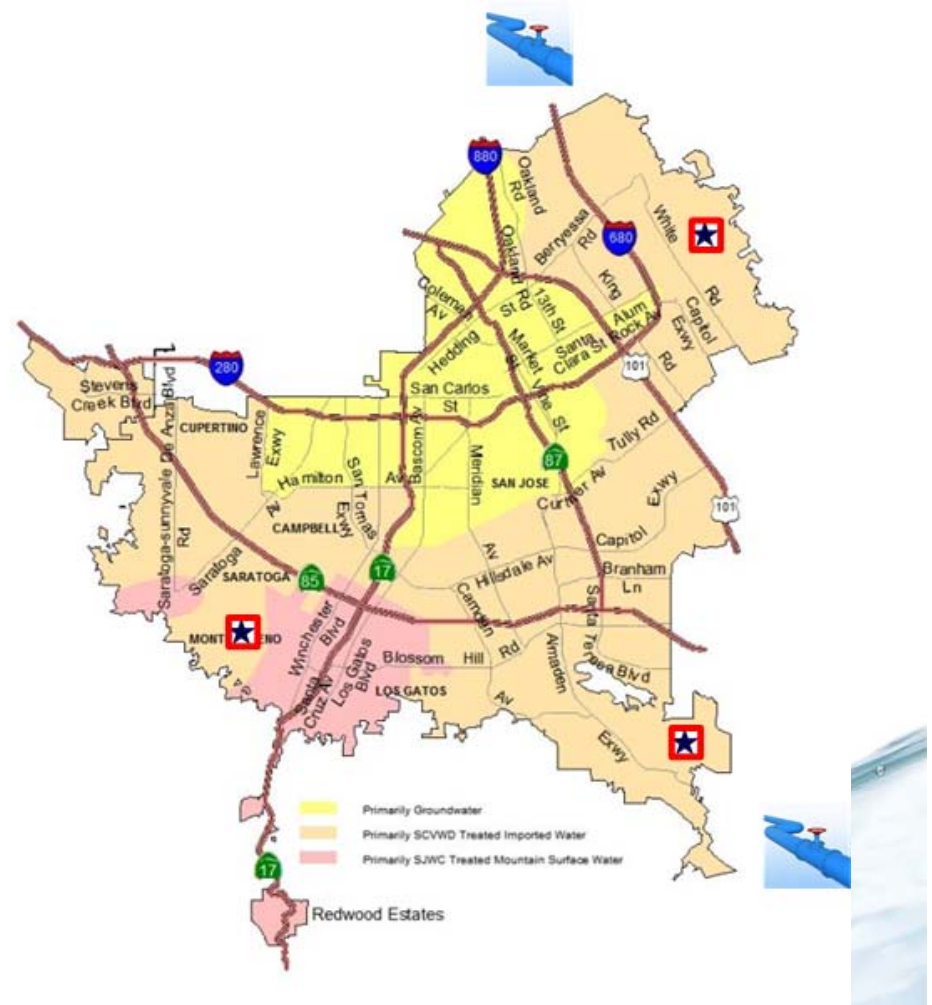 880
Oakland
Rd
Berryessa
Rd
680
White
Rd
Oakland Rd
King
Rd
Coleman
Av
13th St
Hedding
St
Alum
Rock Av
Santa
Clara St
Capitol
Exwy
Market
St
Vine St
101
280
Stevens
Creek Blvd
San Carlos
St
CUPERTINO
Lawrence
Exwy
Saratoga-sunnyvale De Anza Blvd
Rd
Bascom Av
Meridian
Av
Tully Rd
87
Hamilton
Av
San Tomas
Exwy
SAN JOSE
Curtner Av
Capitol
Exwy
101
CAMPBELL
Saratoga
Av
SARATOGA
85
17
Hillsdale Av
Branham
Ln
Camden
Av
Winchester
Blvd
Santa Teresa Blvd
Blossom Hill
Rd
Almaden
Exwy
Los Gatos
Blvd
LOS GATOS
Santa
Cruz Av
Primarily Groundwater
Primarily SCVWD Treated Imported Water
Primarily SJWC Treated Mountain Surface Water
17
Redwood Estates